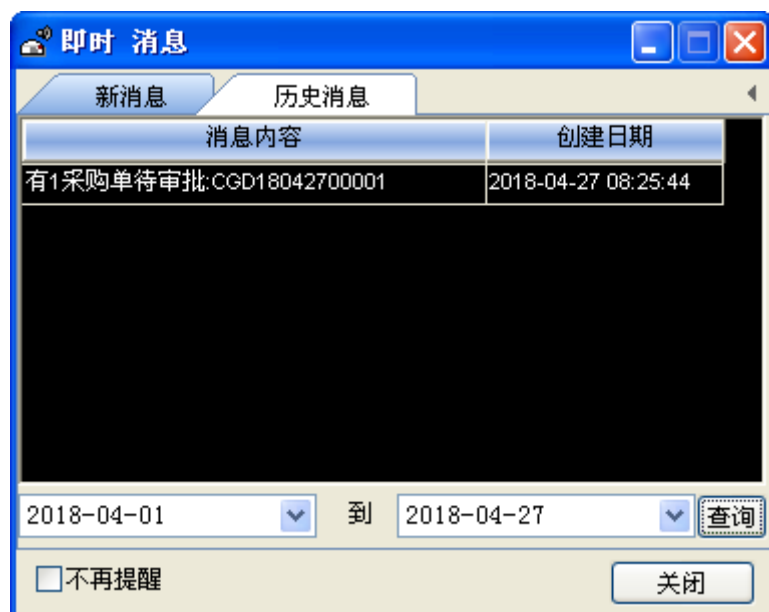 即时 消息
新消息 历史消息
消息内容 创建日期
有1采购单待审批:CGD18042700001 2018-04-27 08:25:44
2018-04-01 到 2018-04-27 查询
不再提醒 关闭